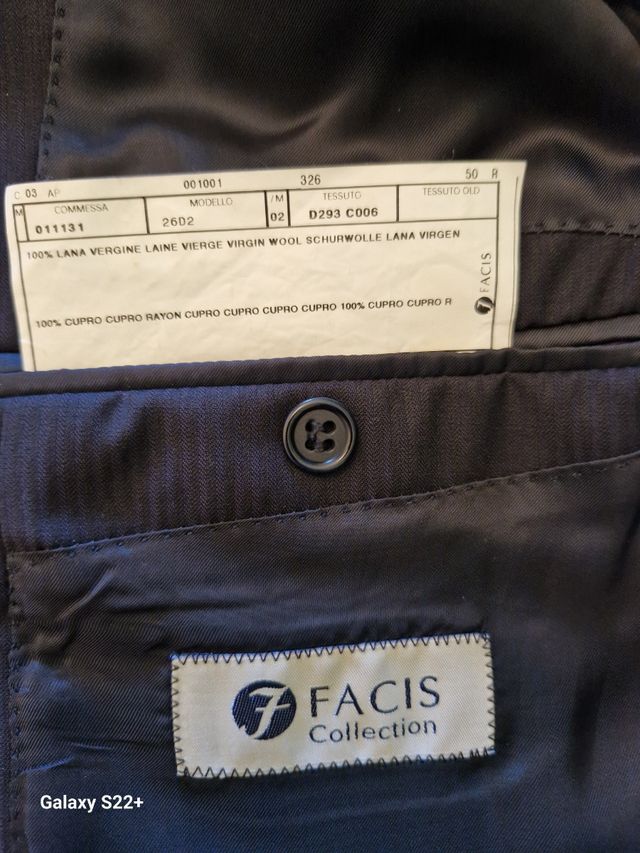 C 03 AP 001001 326 50 R
M COMMESSA MODELLO /M TESSUTO TESSUTO OLD
011131 26D2 02 D293 C006
100% LANA VERGINE LAINE VIERGE VIRGIN WOOL SCHURWOLLE LANA VIRGEN
100% CUPRO CUPRO RAYON CUPRO CUPRO CUPRO CUPRO 100% CUPRO CUPRO R
FACIS
FACIS
Collection
Galaxy S22+